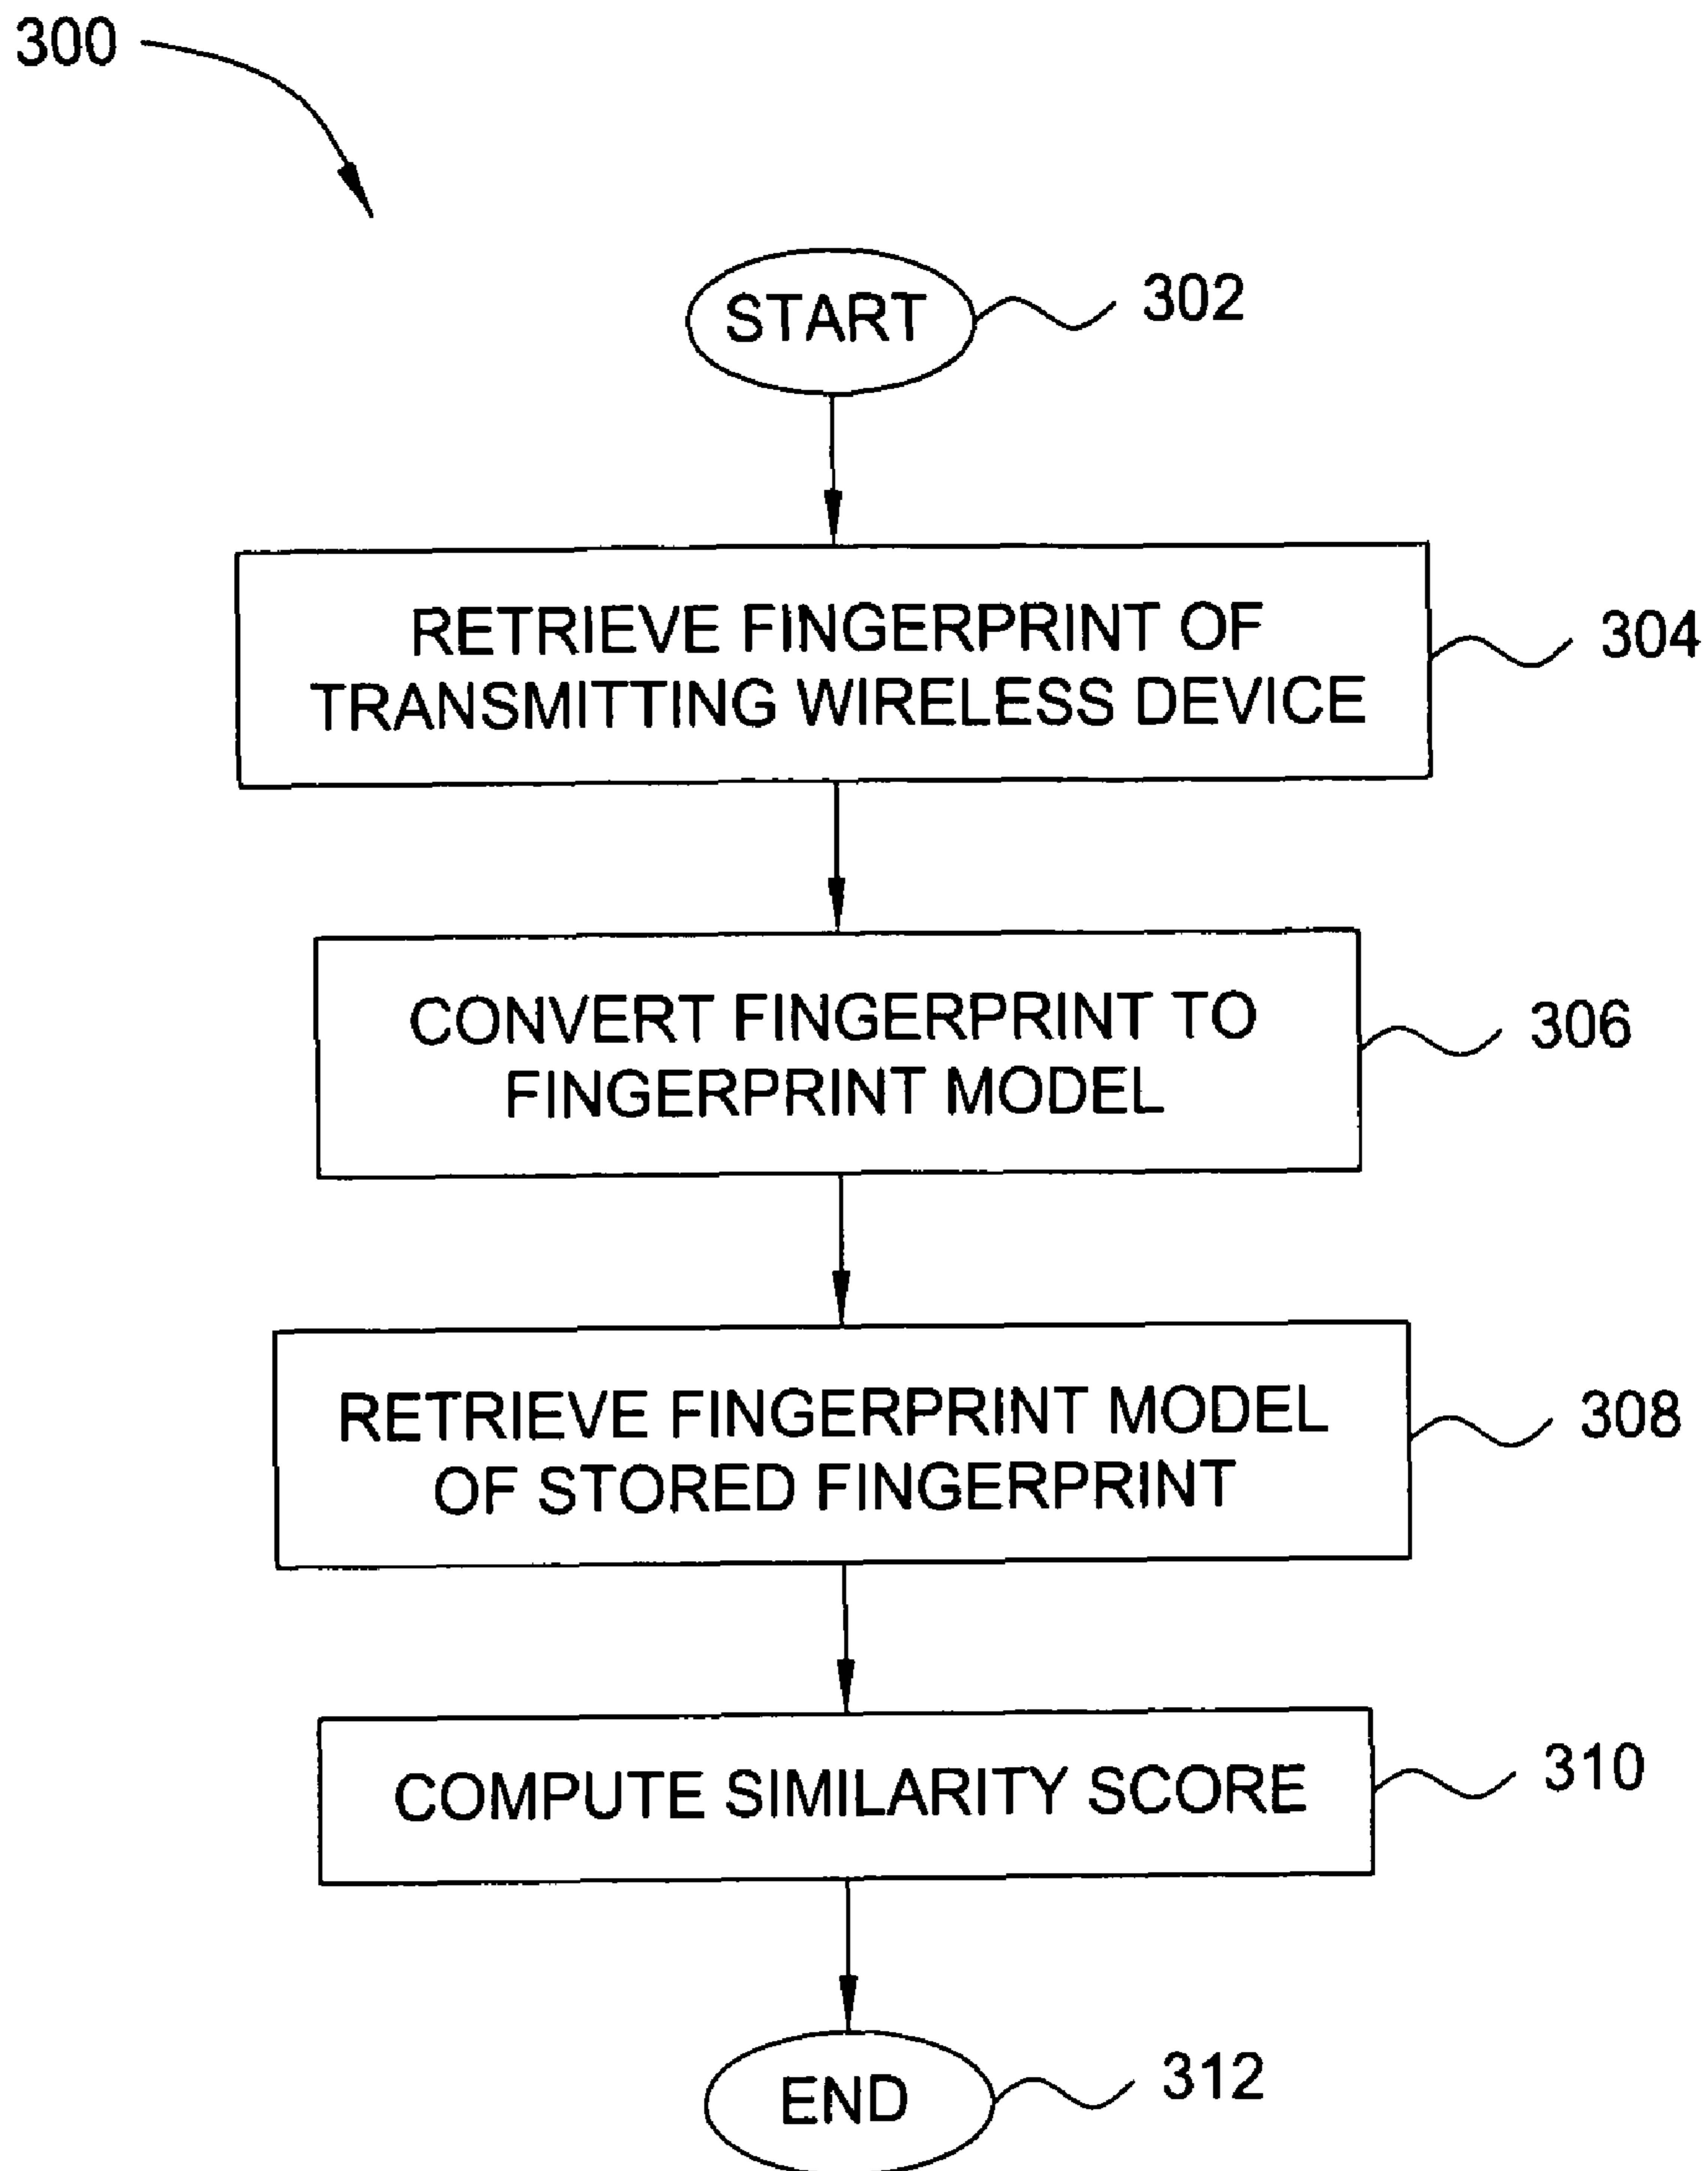 300
START
302
RETRIEVE FINGERPRINT OF
TRANSMITTING WIRELESS DEVICE
304
CONVERT FINGERPRINT TO
FINGERPRINT MODEL
306
RETRIEVE FINGERPRINT MODEL
OF STORED FINGERPRINT
308
COMPUTE SIMILARITY SCORE
310
END
312